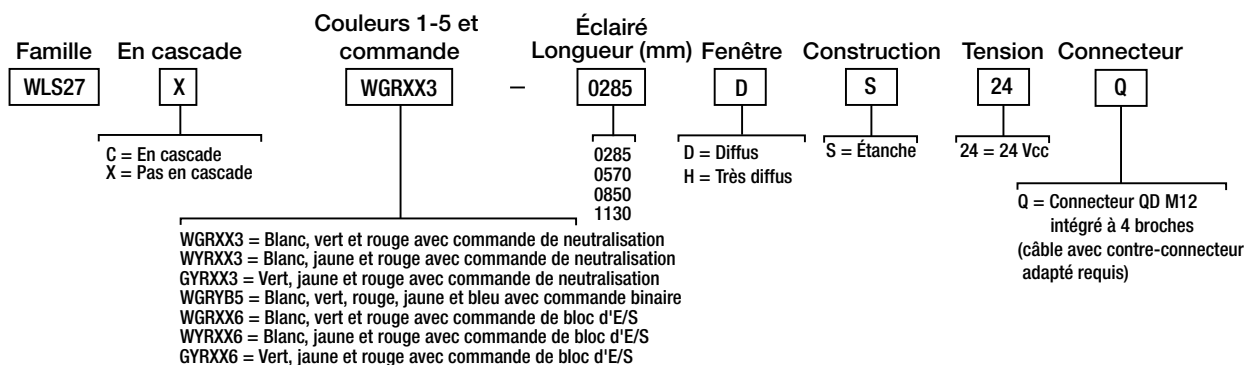 Famille
En cascade
Couleurs 1-5 et
commande
Éclairé
Longueur (mm)
Fenêtre
Construction
Tension
Connecteur
WLS27
X
WGRXX3
–
0285
D
S
24
Q
C = En cascade
X = Pas en cascade
0285
0570
0850
1130
D = Diffus
H = Très diffus
S = Étanche
24 = 24 Vcc
Q = Connecteur QD M12
intégré à 4 broches
(câble avec contre-connecteur
adapté requis)
WGRXX3 = Blanc, vert et rouge avec commande de neutralisation
WYRXX3 = Blanc, jaune et rouge avec commande de neutralisation
GYRXX3 = Vert, jaune et rouge avec commande de neutralisation
WGRYB5 = Blanc, vert, rouge, jaune et bleu avec commande binaire
WGRXX6 = Blanc, vert et rouge avec commande de bloc d'E/S
WYRXX6 = Blanc, jaune et rouge avec commande de bloc d'E/S
GYRXX6 = Vert, jaune et rouge avec commande de bloc d'E/S